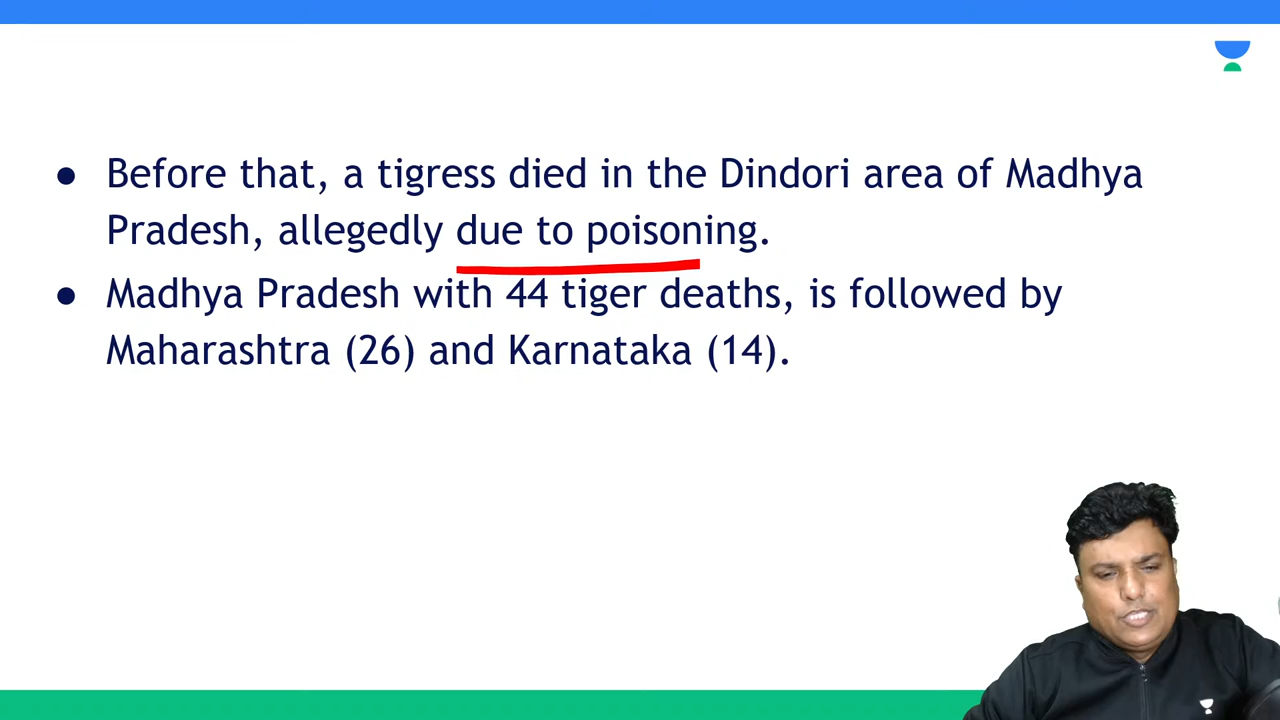 ● Before that, a tigress died in the Dindori area of Madhya
Pradesh, allegedly due to poisoning.
● Madhya Pradesh with 44 tiger deaths, is followed by
Maharashtra (26) and Karnataka (14).